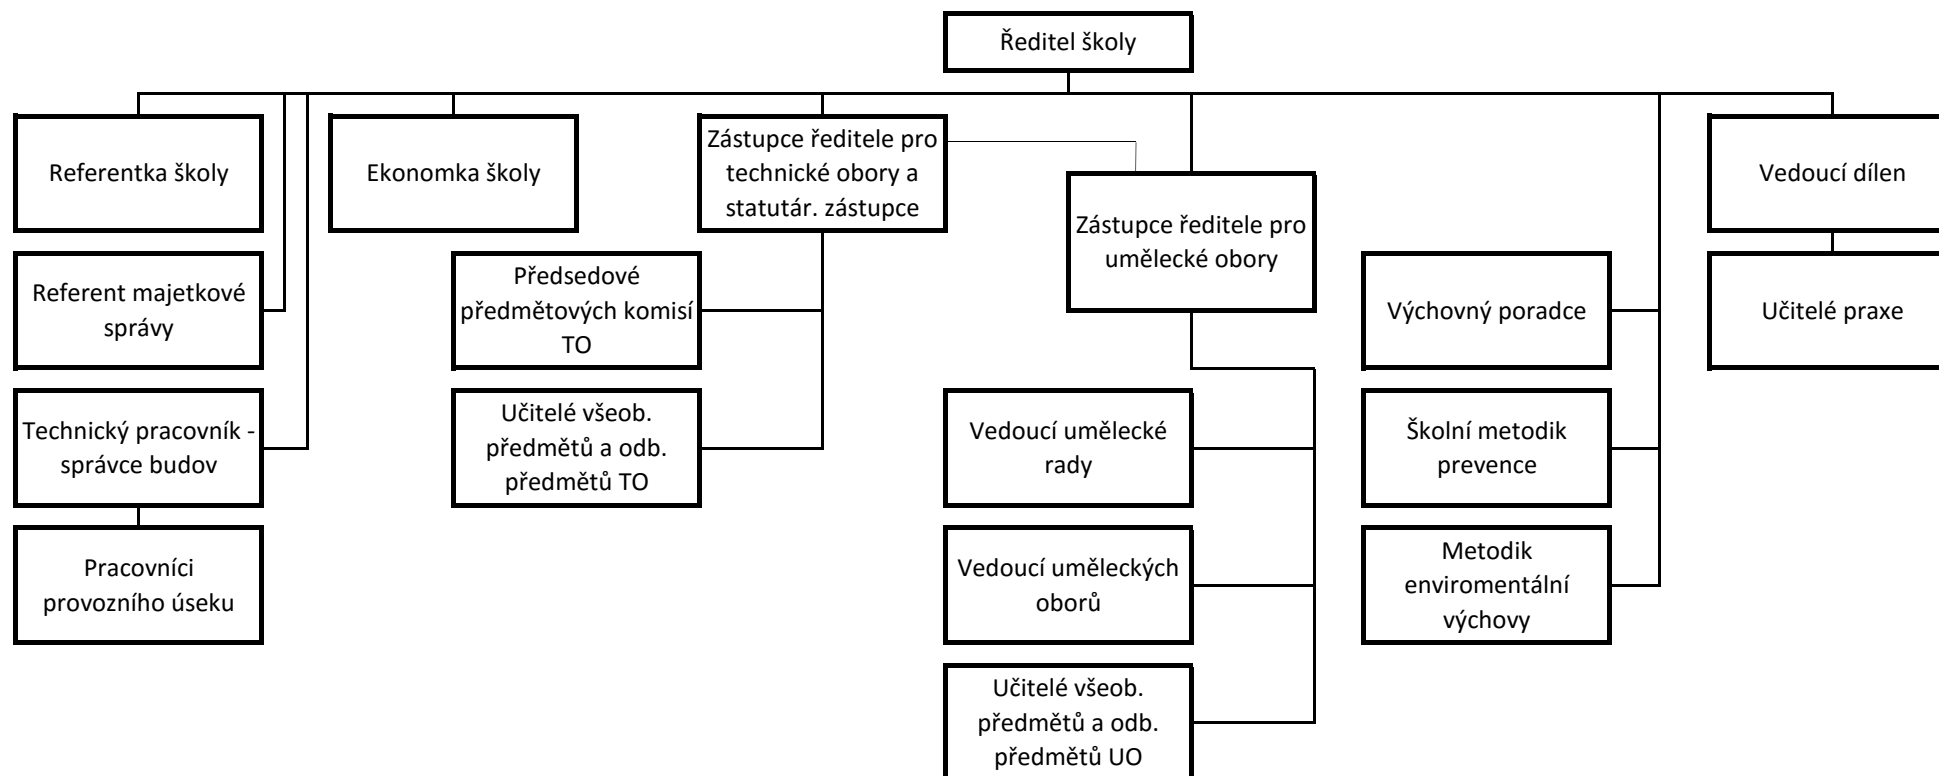 Ředitel školy
Referentka školy
Ekonomka školy
Zástupce ředitele pro
technické obory a
statutár. zástupce
Zástupce ředitele pro
umělecké obory
Vedoucí dílen
Referent majetkové
správy
Předsedové
předmětových komisí
TO
Výchovný poradce
Učitelé praxe
Technický pracovník -
správce budov
Učitelé všeob.
předmětů a odb.
předmětů TO
Vedoucí umělecké
rady
Školní metodik
prevence
Pracovníci
provozního úseku
Vedoucí uměleckých
oborů
Metodik
enviromentální
výchovy
Učitelé všeob.
předmětů a odb.
předmětů UO